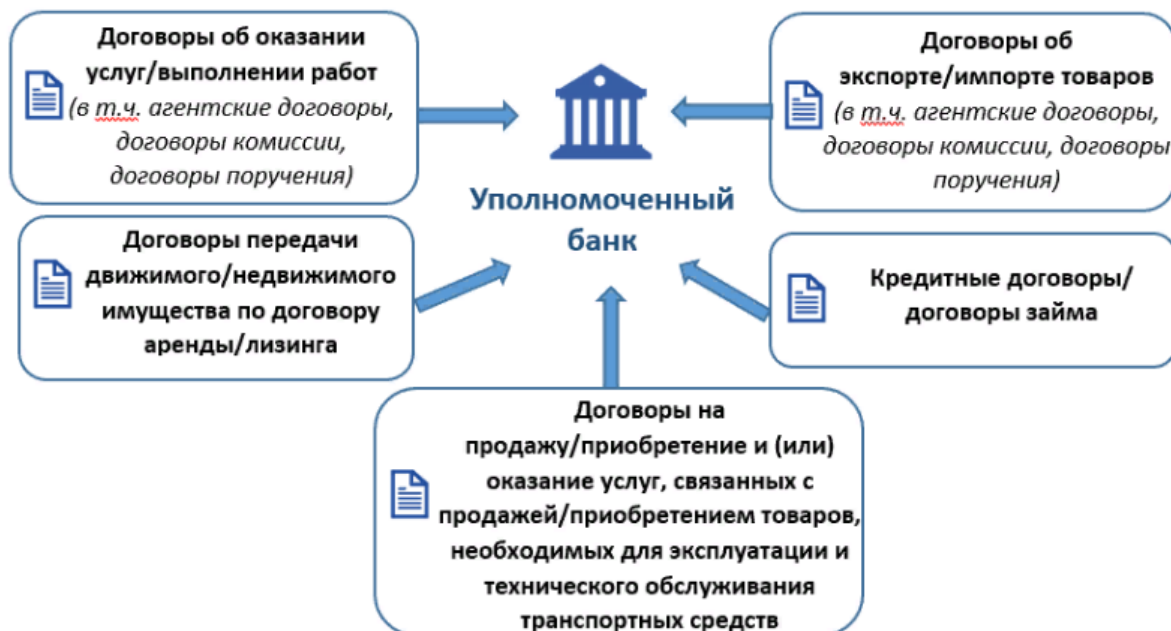 Договоры об оказании
услуг/выполнении работ
(в т.ч. агентские договоры,
договоры комиссии,
договоры поручения)
Договоры об
экспорте/импорте товаров
(в т.ч. агентские договоры,
договоры комиссии, договоры
поручения)
Уполномоченный
банк
Договоры передачи
движимого/недвижимого
имущества по договору
аренды/лизинга
Кредитные договоры/
договоры займа
Договоры на
продажу/приобретение и (или)
оказание услуг, связанных с
продажей/приобретением товаров,
необходимых для эксплуатации и
технического обслуживания
транспортных средств